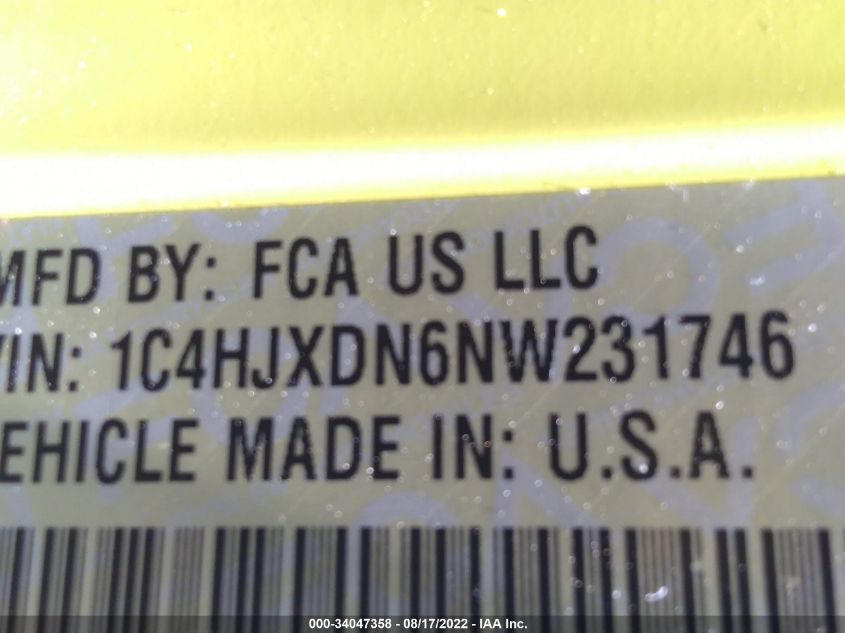 MFD BY: FCA US LLC
VIN: 1C4HJXDN6NW231746
EHICLE MADE IN: U.S.A.
000-34047358 - 08/17/2022 - IAA Inc.